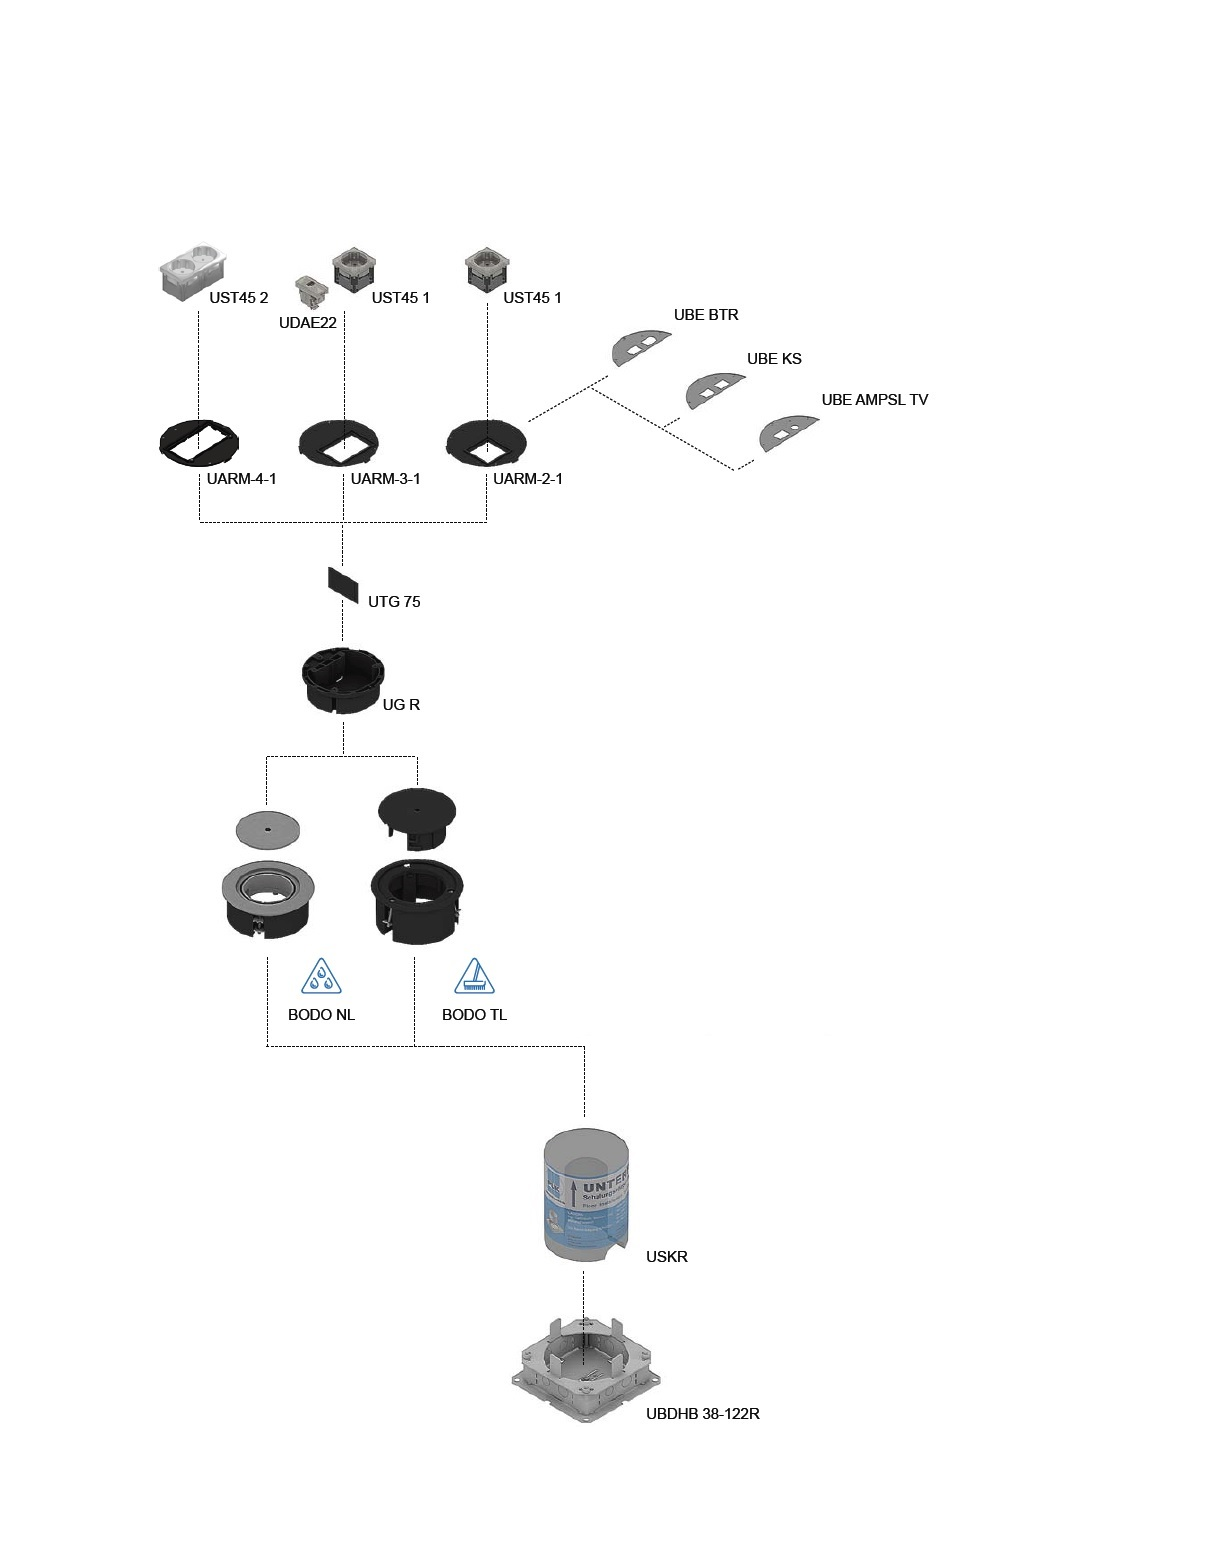 UST45 2
UST45 1
UST45 1
UDAE22
UBE BTR
UBE KS
UBE AMPSL TV
UARM-4-1
UARM-3-1
UARM-2-1
UTG 75
UG R
BODO NL
BODO TL
USKR
UBDHB 38-122R